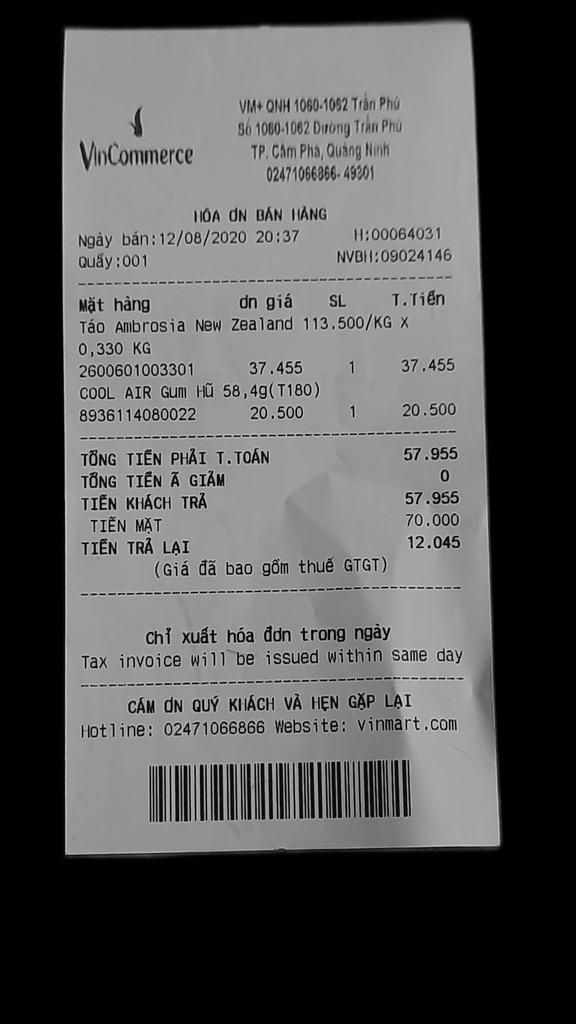 VinCommerce
VM+ QNH 1060-1062 Trần Phú
Số 1060-1062 Đường Trần Phú
TP. Cẩm Phả, Quảng Ninh
02471066866- 49301
HÓA ƠN BÁN HÀNG
Ngày bán:12/08/2020 20:37 H:00064031
Quầy:001 NVBH:09024146
Mặt hàng ơn giá SL T.Tiền
Táo Ambrosia New Zealand 113.500/KG X
0,330 KG
2600601003301 37.455 1 37.455
COOL AIR Gum Hũ 58,4g(T180)
8936114080022 20.500 1 20.500
TỔNG TIỀN PHẢI T.TOÁN 57.955
TỔNG TIỀN Ã GIẢM 0
TIỀN KHÁCH TRẢ 57.955
TIỀN MẶT 70.000
TIỀN TRẢ LẠI 12.045
(Giá đã bao gồm thuế GTGT)
Chỉ xuất hóa đơn trong ngày
Tax invoice will be issued within same day
CẢM ƠN QUÝ KHÁCH VÀ HẸN GẶP LẠI
Hotline: 02471066866 Website: vinmart.com